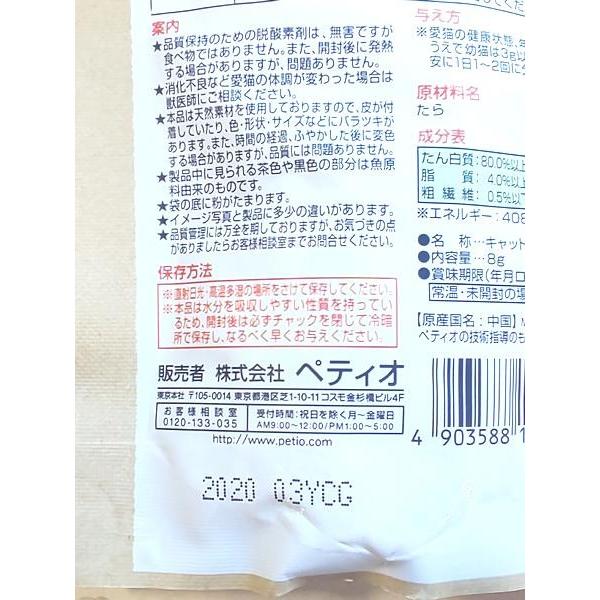 案内
★品質保持のための脱酸素剤は、無害ですが
食べ物ではありません。また、開封後に発熱
する場合がありますが、問題ありません。
★消化不良など愛猫の体調が変わった場合は
獣医師にご相談ください。
★本品は天然素材を使用しておりますので、皮が付
着していたり、色・形状・サイズなどにバラツキが
あります。また、時間の経過、ふやかした後に変色
する場合がありますが、品質には問題ありません。
★製品中に見られる茶色や黒色の部分は魚原
料由来のものです。
★袋の底に粉がたまります。
★イメージ写真と製品に多少の違いがあります。
★品質管理には万全を期しておりますが、お気づきの点
がありましたらお客様相談室までお問合せください。
保存方法
※直射日光・高温多湿の場所をさけて保存してください。
※本品は水分を吸収しやすい性質を持ってい
るため、開封後は必ずチャックを閉じて冷暗
所で保存し、なるべく早くお与えください。
販売者 株式会社 ペティオ
東京本社 〒105-0014 東京都港区芝1-10-11コスモ金杉橋ビル4F
お客様相談室
0120-133-035
受付時間:祝日を除く月〜金曜日
AM9:00〜12:00/PM1:00〜5:00
http://www.petio.com
2020 03YCG
与え方
※愛猫の健康状態、
うえで幼猫は3g以
安に1日1〜2回に
原材料名
たら
成分表
たん白質:80.0%以上
脂 質: 4.0%以上
粗 繊 維: 0.5%以下
※エネルギー:408
●名 称…キャット
●内容量…8g
●賞味期限(年月
常温・未開封の場
【原産国名:中国】
ペティオの技術指導のも
4 903588 1